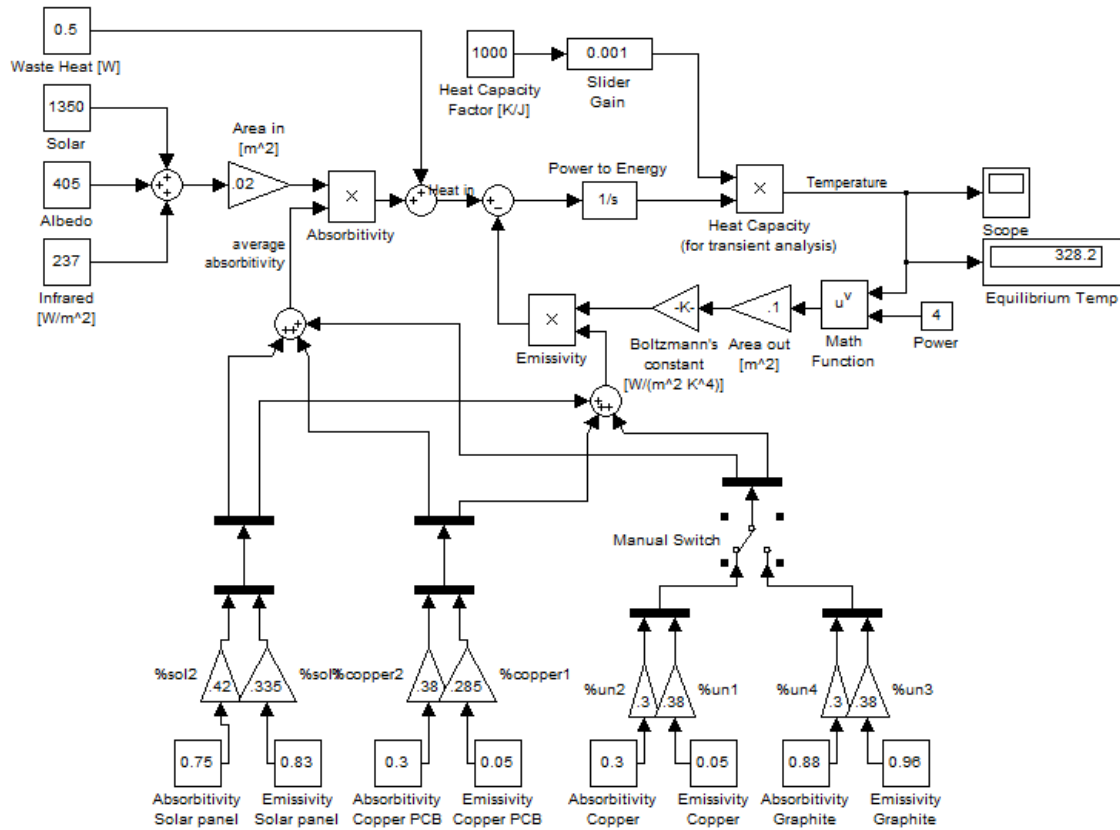 0.5
Waste Heat [W]
1000
Heat Capacity
Factor [K/J]
0.001
Slider
Gain
1350
Solar
405
Albedo
237
Infrared
[W/m^2]
Area in
[m^2]
.02
×
Absorbitivity
average
absorbitivity
Heat in
Power to Energy
1/s
×
Heat Capacity
(for transient analysis)
Temperature
Scope
328.2
Equilibrium Temp
×
Emissivity
-K-
Boltzmann's
constant
[W/(m^2 K^4)]
.1
Area out
[m^2]
u^v
Math
Function
4
Power
Manual Switch
%sol2
.42
.335
%copper2
.38
.285
%copper1
%un2
.3
.38
%un1
%un4
.3
.38
%un3
0.75
Absorbitivity
Solar panel
0.83
Emissivity
Solar panel
0.3
Absorbitivity
Copper PCB
0.05
Emissivity
Copper PCB
0.3
Absorbitivity
Copper
0.05
Emissivity
Copper
0.88
Absorbitivity
Graphite
0.96
Emissivity
Graphite